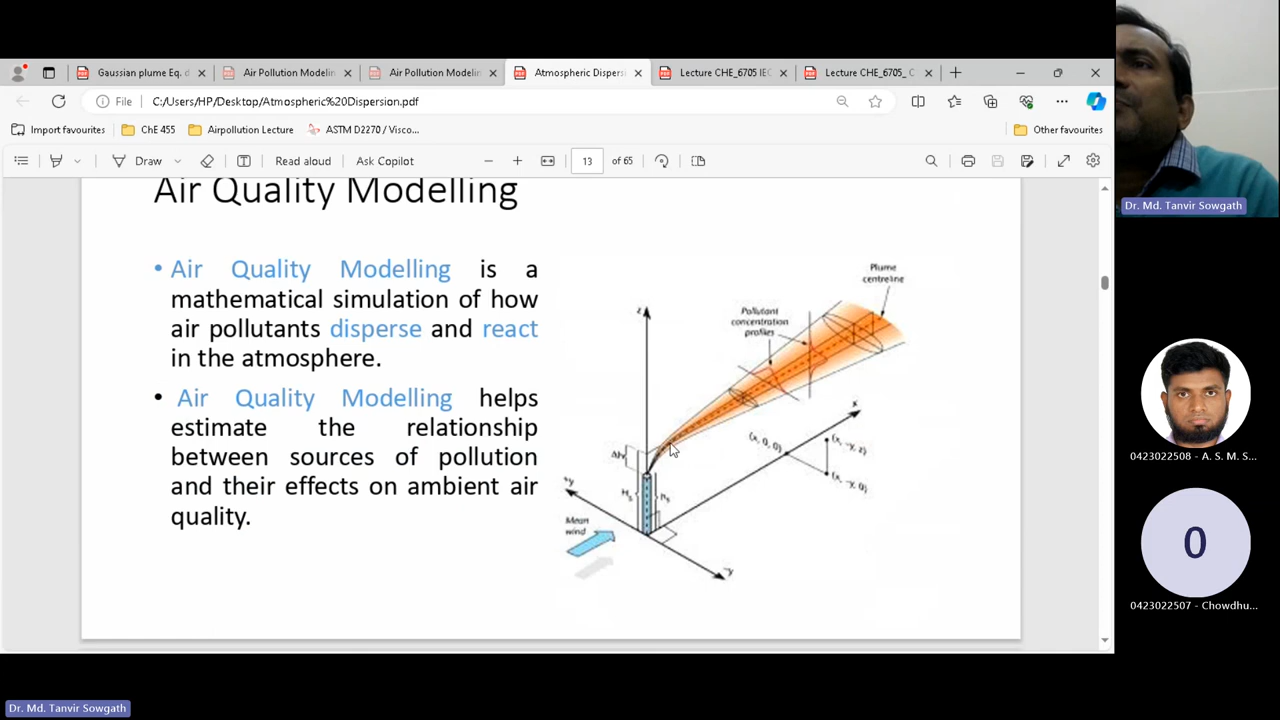 Gaussian plume Eq. d
Air Pollution Modelin
Air Pollution Modelin
Atmospheric Dispersi
Lecture CHE_6705 IEC
Lecture CHE_6705_ C
File
C:/Users/HP/Desktop/Atmospheric%20Dispersion.pdf
Import favourites
ChE 455
Airpollution Lecture
ASTM D2270 / Visco...
Other favourites
Draw
Read aloud
Ask Copilot
13 of 65
Air Quality Modelling
• Air Quality Modelling is a
mathematical simulation of how
air pollutants disperse and react
in the atmosphere.
• Air Quality Modelling helps
estimate the relationship
between sources of pollution
and their effects on ambient air
quality.
Plume
centreline
Pollutant
concentration
profiles
z
x
(x, 0, 0)
(x, -y, z)
(x, -y, 0)
Δh
+y
-y
Mean
wind
Dr. Md. Tanvir Sowgath
0423022508 - A. S. M. S...
0
0423022507 - Chowdhu...
Dr. Md. Tanvir Sowgath